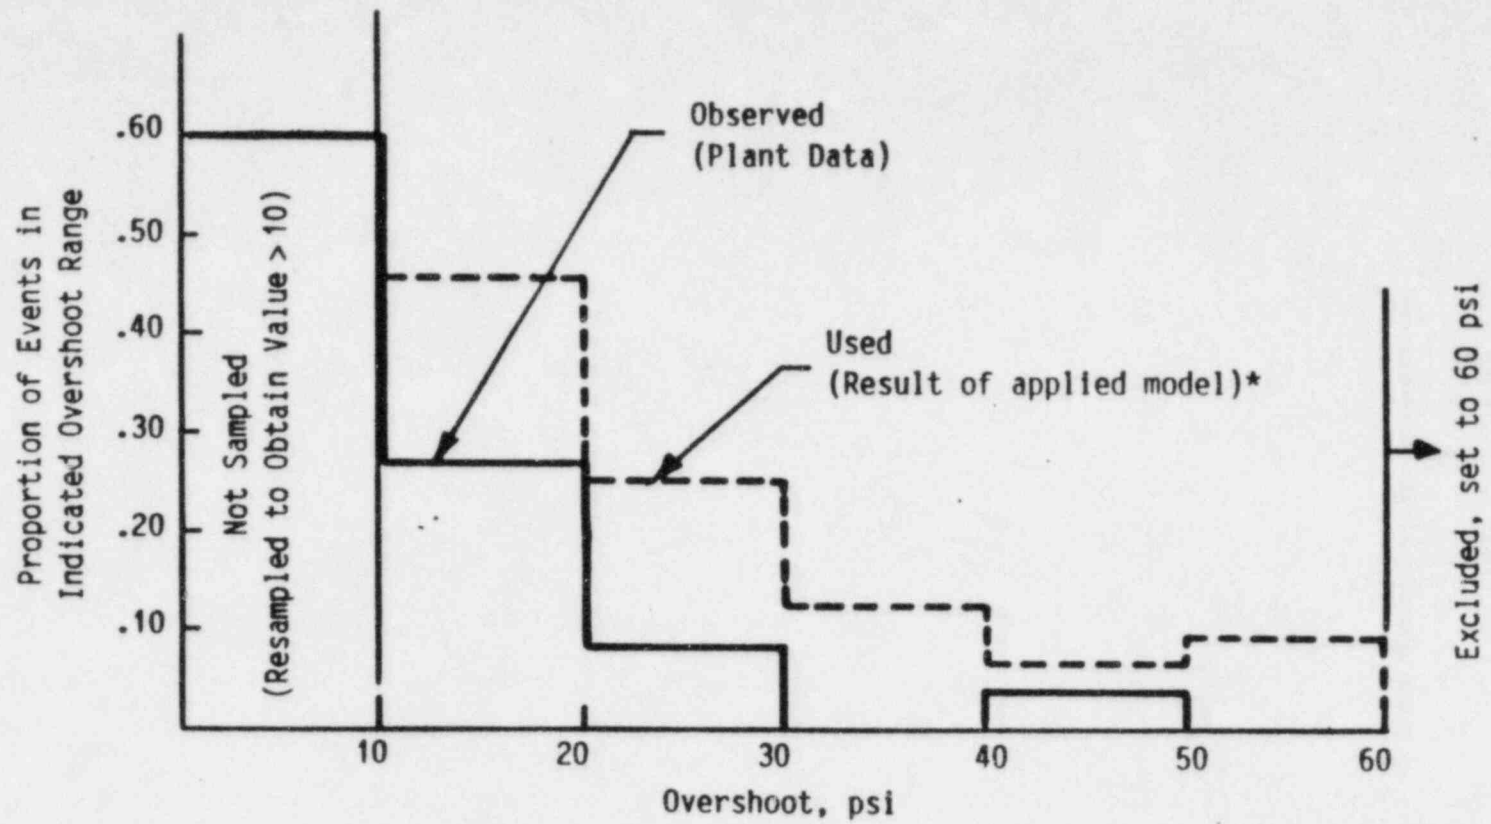 Proportion of Events in
Indicated Overshoot Range
.60
.50
.40
.30
.20
.10
Not Sampled
(Resampled to Obtain Value > 10)
Observed
(Plant Data)
Used
(Result of applied model)*
Excluded, set to 60 psi
10 20 30 40 50 60
Overshoot, psi